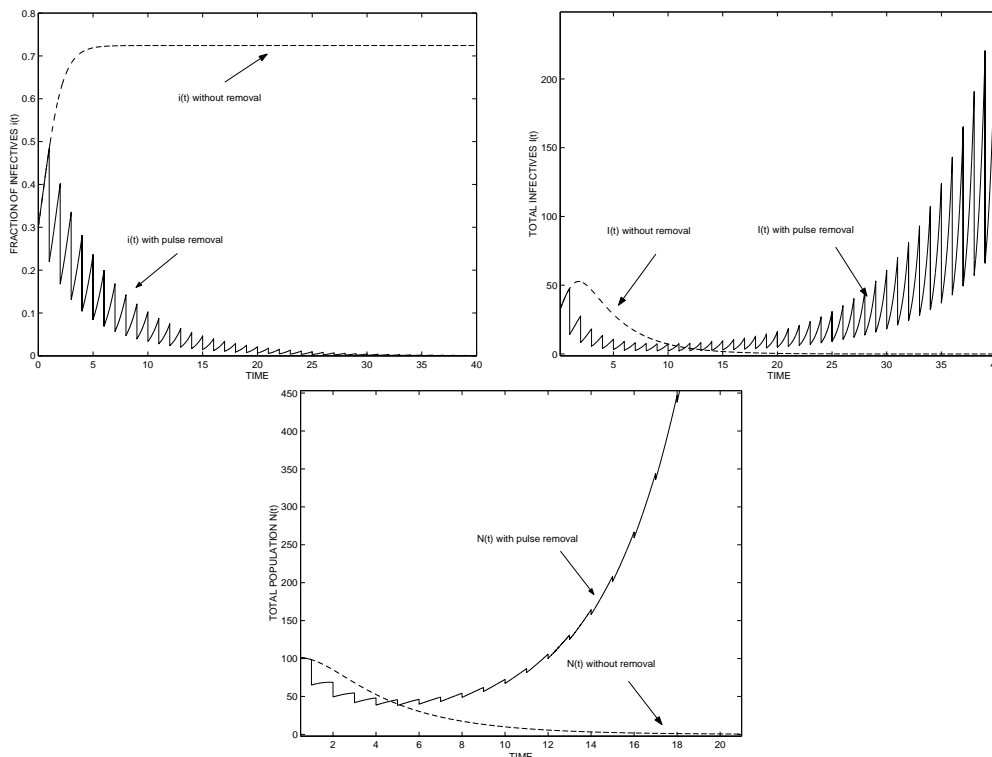 0.8
0.7
0.6
0.5
0.4
0.3
0.2
0.1
0
FRACTION OF INFECTIVES i(t)
i(t) without removal
i(t) with pulse removal
0 5 10 15 20 25 30 35 40
TIME
200
150
100
50
0
TOTAL INFECTIVES I(t)
I(t) without removal
I(t) with pulse removal
5 10 15 20 25 30 35
TIME
450
400
350
300
250
200
150
100
50
0
TOTAL POPULATION N(t)
N(t) with pulse removal
N(t) without removal
2 4 6 8 10 12 14 16 18 20
TIME